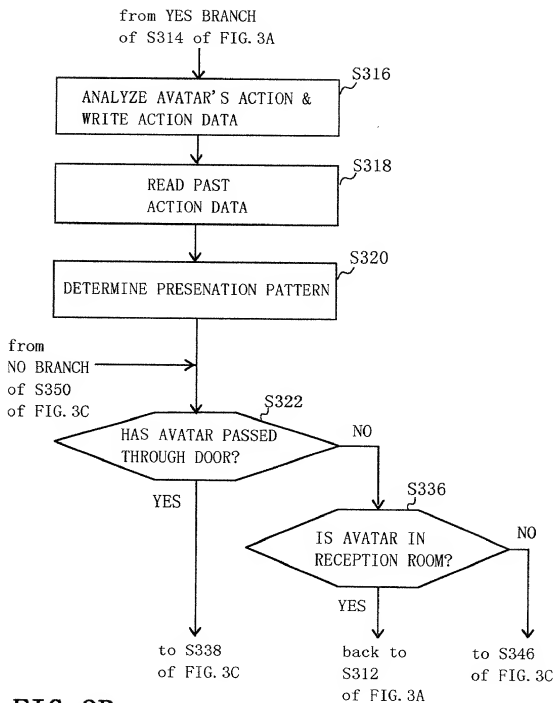 from YES BRANCH
of S314 of FIG.3A
S316
ANALYZE AVATAR'S ACTION &
WRITE ACTION DATA
S318
READ PAST
ACTION DATA
S320
DETERMINE PRESENATION PATTERN
from
NO BRANCH
of S350
of FIG.3C
S322
HAS AVATAR PASSED
THROUGH DOOR?
NO
YES
S336
IS AVATAR IN
RECEPTION ROOM?
NO
YES
to S338
of FIG.3C
back to
S312
of FIG.3A
to S346
of FIG.3C